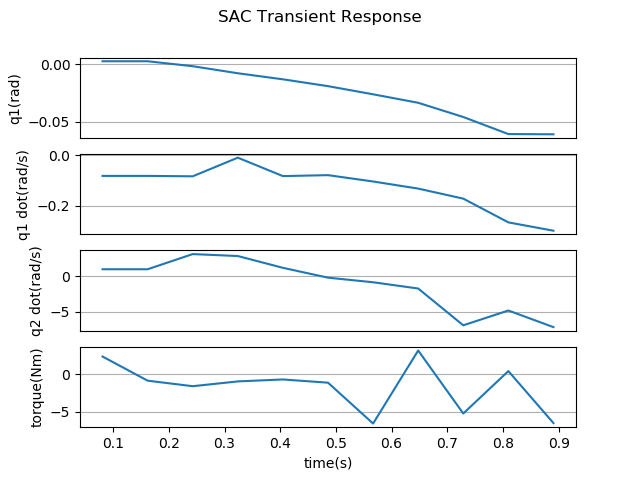 SAC Transient Response
q1(rad)
0.00
−0.05
q1 dot(rad/s)
0.0
−0.2
q2 dot(rad/s)
0
−5
torque(Nm)
0
−5
0.1 0.2 0.3 0.4 0.5 0.6 0.7 0.8 0.9
time(s)